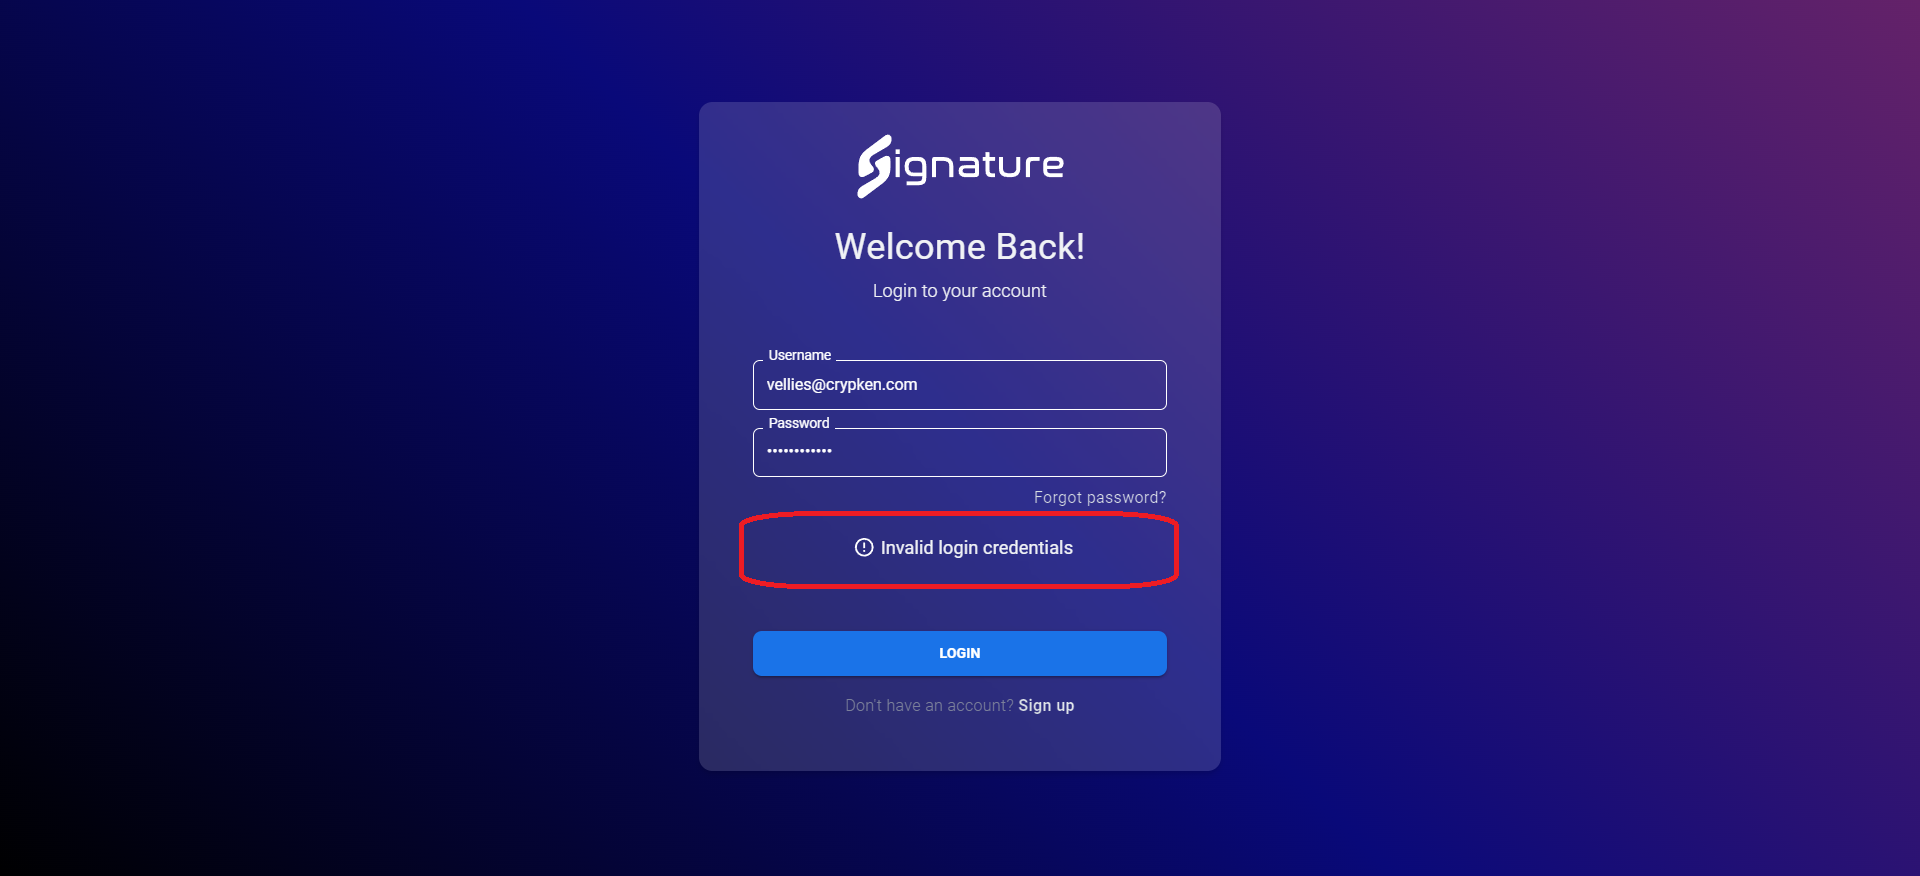 Signature
Welcome Back!
Login to your account
Username
vellies@crypken.com
Password
••••••••••••
Forgot password?
Invalid login credentials
LOGIN
Don't have an account? Sign up